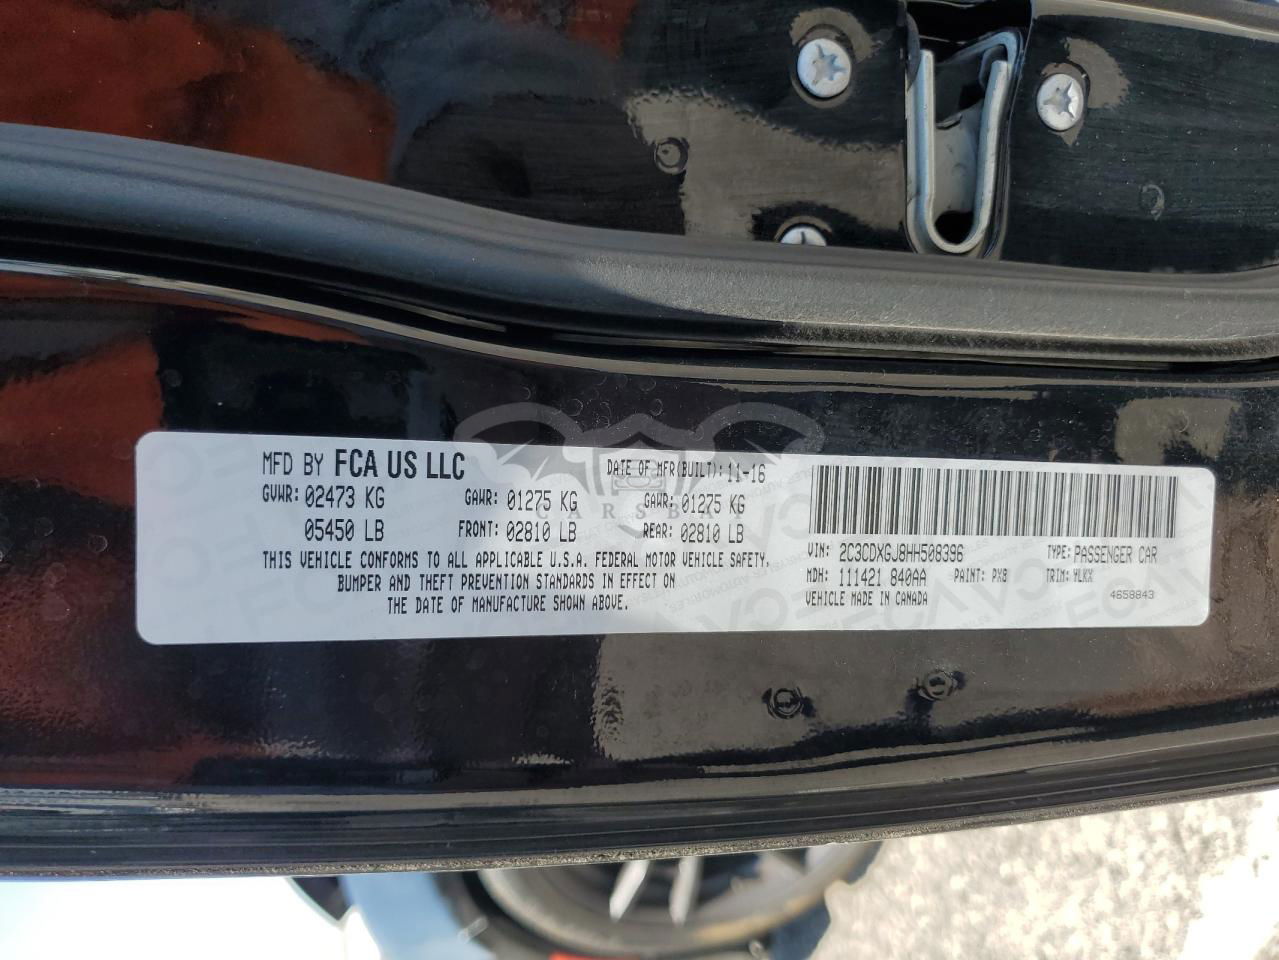 MFD BY FCA US LLC
DATE OF MFR(BUILT): 11-16
GVWR: 02473 KG
GAWR: 01275 KG
GAWR: 01275 KG
05450 LB
FRONT: 02810 LB
REAR: 02810 LB
THIS VEHICLE CONFORMS TO ALL APPLICABLE U.S.A. FEDERAL MOTOR VEHICLE SAFETY,
BUMPER AND THEFT PREVENTION STANDARDS IN EFFECT ON
THE DATE OF MANUFACTURE SHOWN ABOVE.
VIN: 2C3CDXGJ8HH508396
TYPE: PASSENGER CAR
MDH: 111421 840AA
PAINT: PX8
TRIM: YLKX
VEHICLE MADE IN CANADA
4658843
CARSBAT